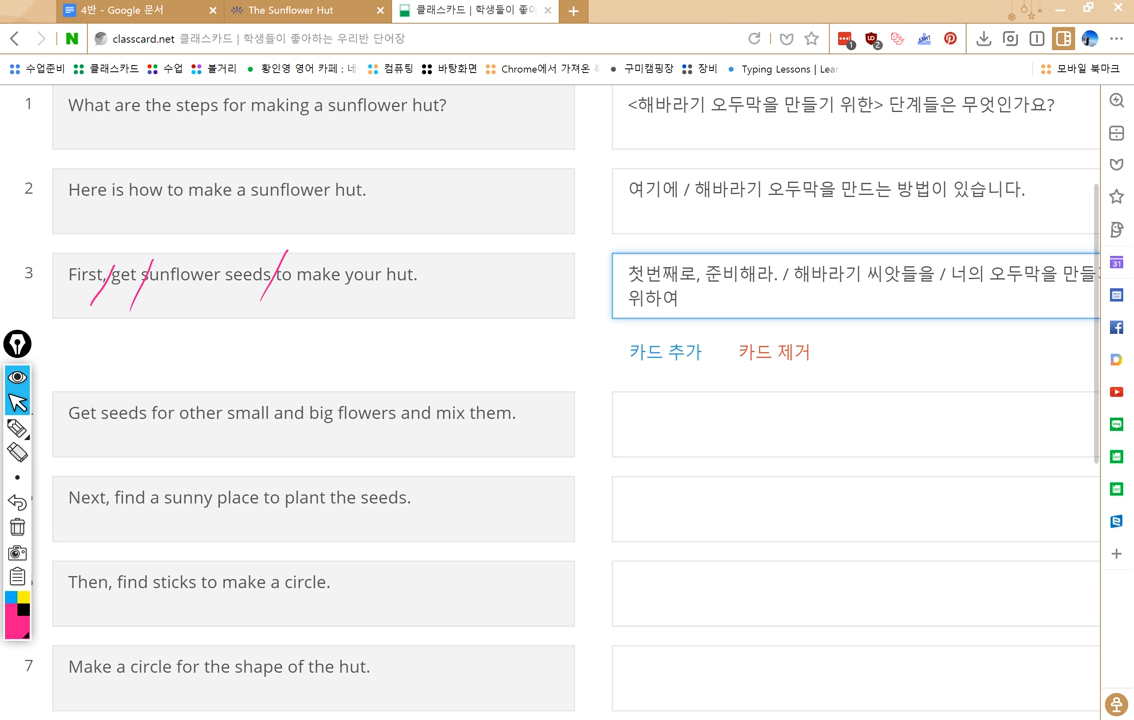 4반 - Google 문서
The Sunflower Hut
클래스카드 | 학생들이 좋아
classcard.net 클래스카드 | 학생들이 좋아하는 우리반 단어장
수업준비 클래스카드 수업 볼거리 황인영 영어 카페 : 네 컴퓨팅 바탕화면 Chrome에서 가져온 구미캠핑장 장비 Typing Lessons | Lear 모바일 북마크
1 What are the steps for making a sunflower hut? <해바라기 오두막을 만들기 위한> 단계들은 무엇인가요?
2 Here is how to make a sunflower hut. 여기에 / 해바라기 오두막을 만드는 방법이 있습니다.
3 First, get sunflower seeds to make your hut. 첫번째로, 준비해라. / 해바라기 씨앗들을 / 너의 오두막을 만들기
위하여
카드 추가 카드 제거
Get seeds for other small and big flowers and mix them.
Next, find a sunny place to plant the seeds.
Then, find sticks to make a circle.
7 Make a circle for the shape of the hut.